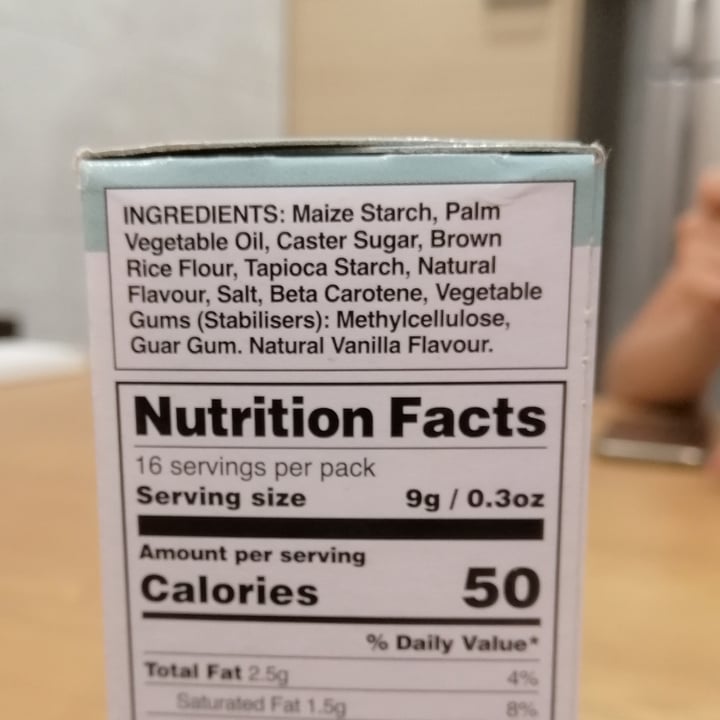 INGREDIENTS: Maize Starch, Palm
Vegetable Oil, Caster Sugar, Brown
Rice Flour, Tapioca Starch, Natural
Flavour, Salt, Beta Carotene, Vegetable
Gums (Stabilisers): Methylcellulose,
Guar Gum. Natural Vanilla Flavour.
Nutrition Facts
16 servings per pack
Serving size 9g / 0.3oz
Amount per serving
Calories 50
% Daily Value*
Total Fat 2.5g 4%
Saturated Fat 1.5g 8%